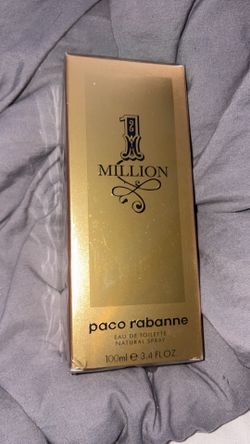 1
MILLION
paco rabanne
EAU DE TOILETTE
NATURAL SPRAY
100ml ℮ 3.4 FL.OZ.